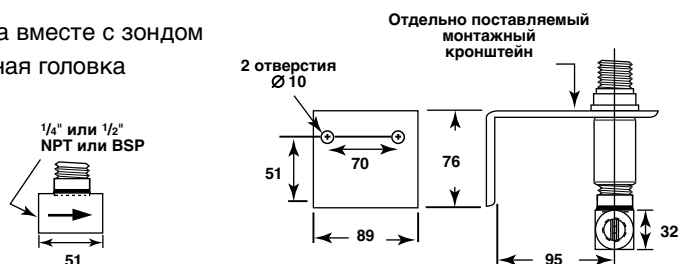 а вместе с зондом
ная головка
1/4" или 1/2"
NPT или BSP
51
2 отверстия
Ø 10
51
70
89
Отдельно поставляемый
монтажный
кронштейн
76
95
32